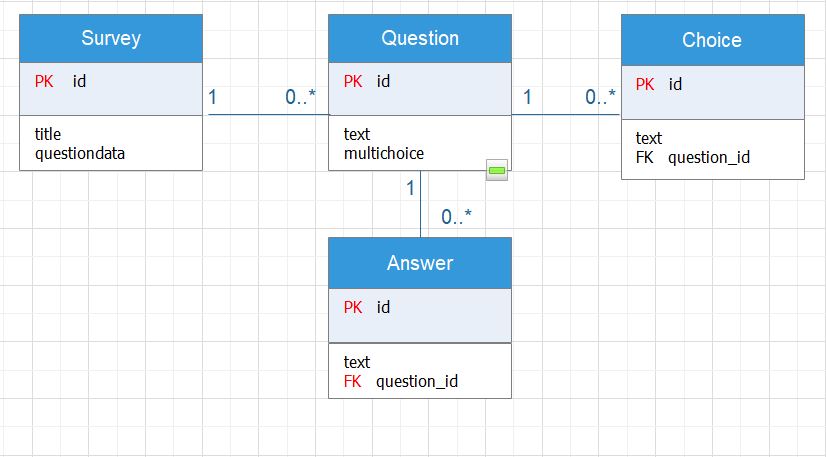 Survey
PK id
title
questiondata
1 0..*
Question
PK id
text
multichoice
1 0..*
Choice
PK id
text
FK question_id
1
0..*
Answer
PK id
text
FK question_id